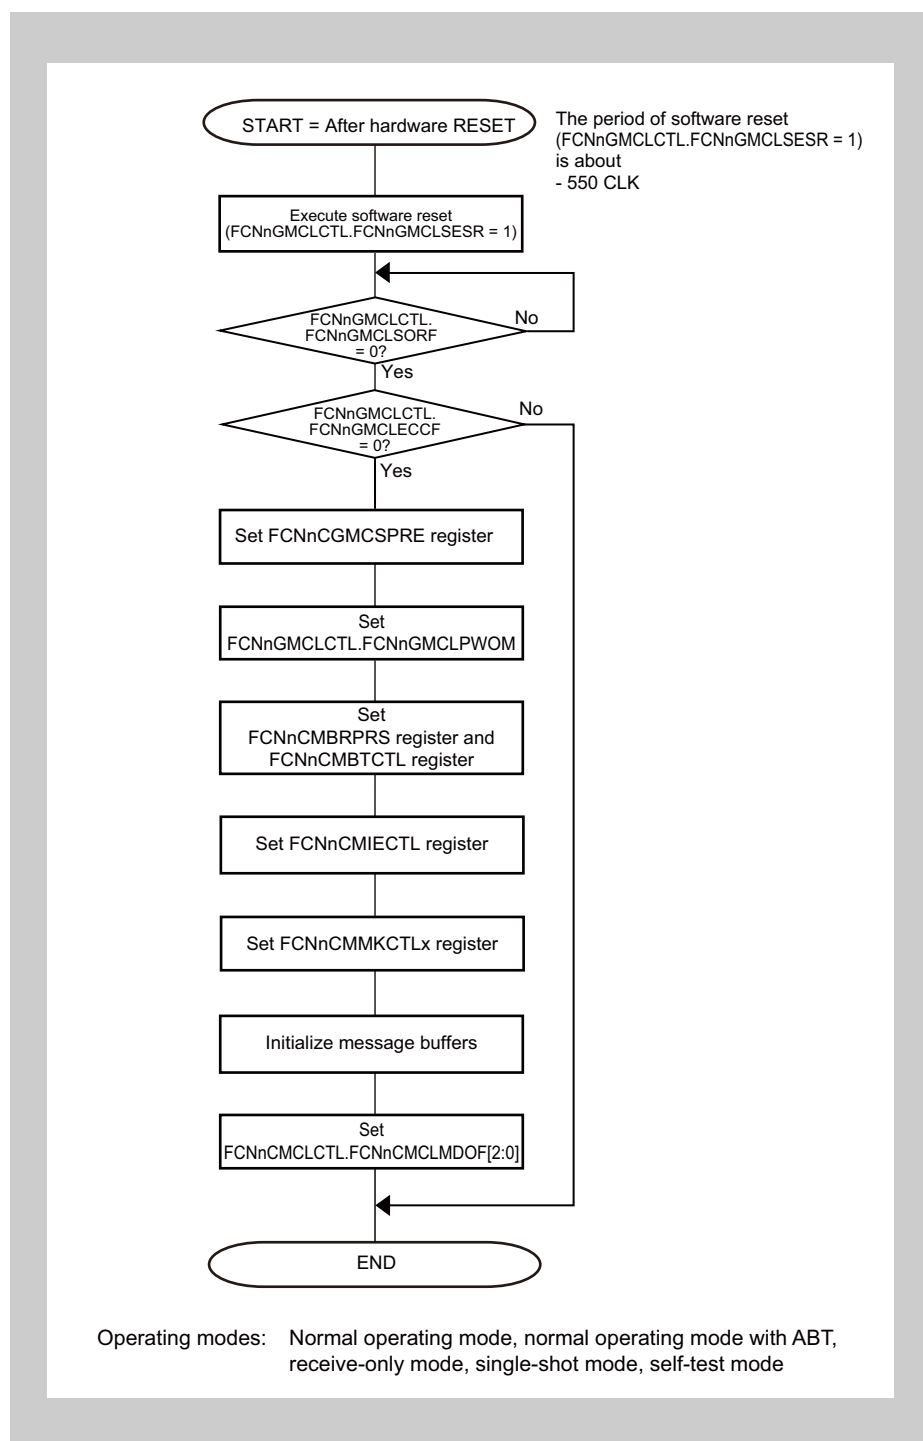 START = After hardware RESET
The period of software reset
(FCNnGMCLCTL.FCNnGMCLSESR = 1)
is about
- 550 CLK
Execute software reset
(FCNnGMCLCTL.FCNnGMCLSESR = 1)
FCNnGMCLCTL.
FCNnGMCLSORF
= 0?
No
Yes
FCNnGMCLCTL.
FCNnGMCLECCF
= 0?
No
Yes
Set FCNnCGMCSPRE register
Set
FCNnGMCLCTL.FCNnGMCLPWOM
Set
FCNnCMBRPRS register and
FCNnCMBTCTL register
Set FCNnCMIECTL register
Set FCNnCMMKCTLx register
Initialize message buffers
Set
FCNnCMCLCTL.FCNnCMCLMDOF[2:0]
END
Operating modes: Normal operating mode, normal operating mode with ABT,
receive-only mode, single-shot mode, self-test mode